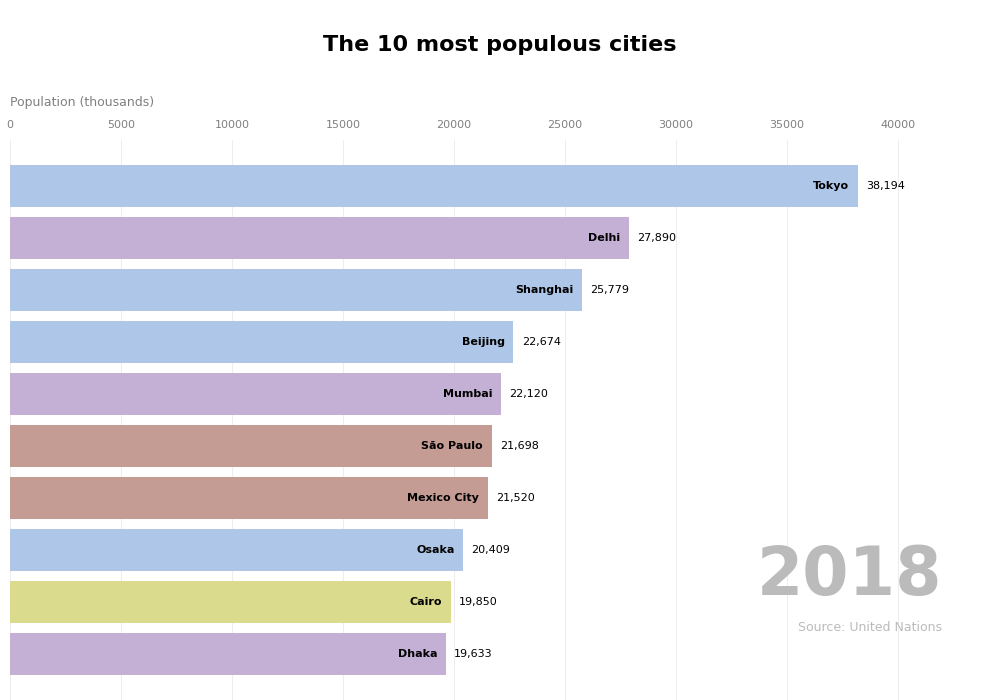 The 10 most populous cities
Population (thousands)
0 5000 10000 15000 20000 25000 30000 35000 40000
Tokyo 38,194
Delhi 27,890
Shanghai 25,779
Beijing 22,674
Mumbai 22,120
São Paulo 21,698
Mexico City 21,520
Osaka 20,409
Cairo 19,850
Dhaka 19,633
2018
Source: United Nations